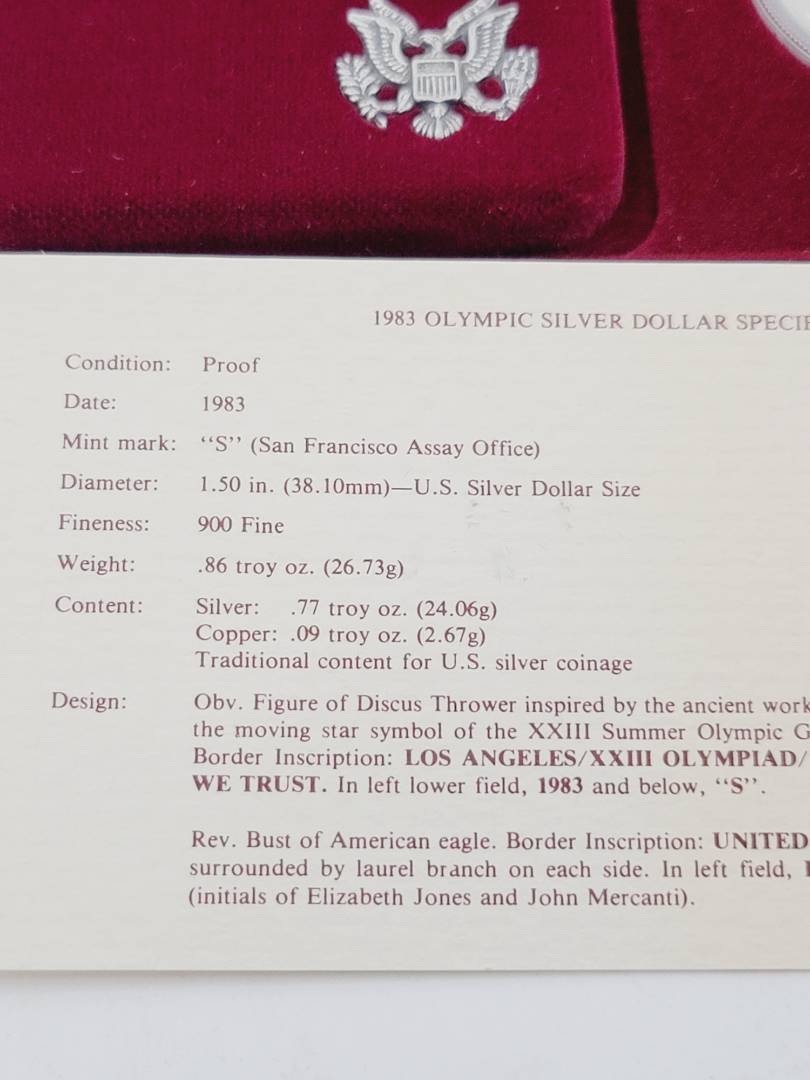 1983 OLYMPIC SILVER DOLLAR
Condition: Proof
Date: 1983
Mint mark: “S” (San Francisco Assay Office)
Diameter: 1.50 in. (38.10mm)—U.S. Silver Dollar Size
Fineness: 900 Fine
Weight: .86 troy oz. (26.73g)
Content: Silver: .77 troy oz. (24.06g)
Copper: .09 troy oz. (2.67g)
Traditional content for U.S. silver coinage
Design: Obv. Figure of Discus Thrower inspired by the ancient work
the moving star symbol of the XXIII Summer Olympic
Border Inscription: LOS ANGELES/XXIII OLYMPIAD/
WE TRUST. In left lower field, 1983 and below, “S”.
Rev. Bust of American eagle. Border Inscription: UNITED
surrounded by laurel branch on each side. In left field,
(initials of Elizabeth Jones and John Mercanti).